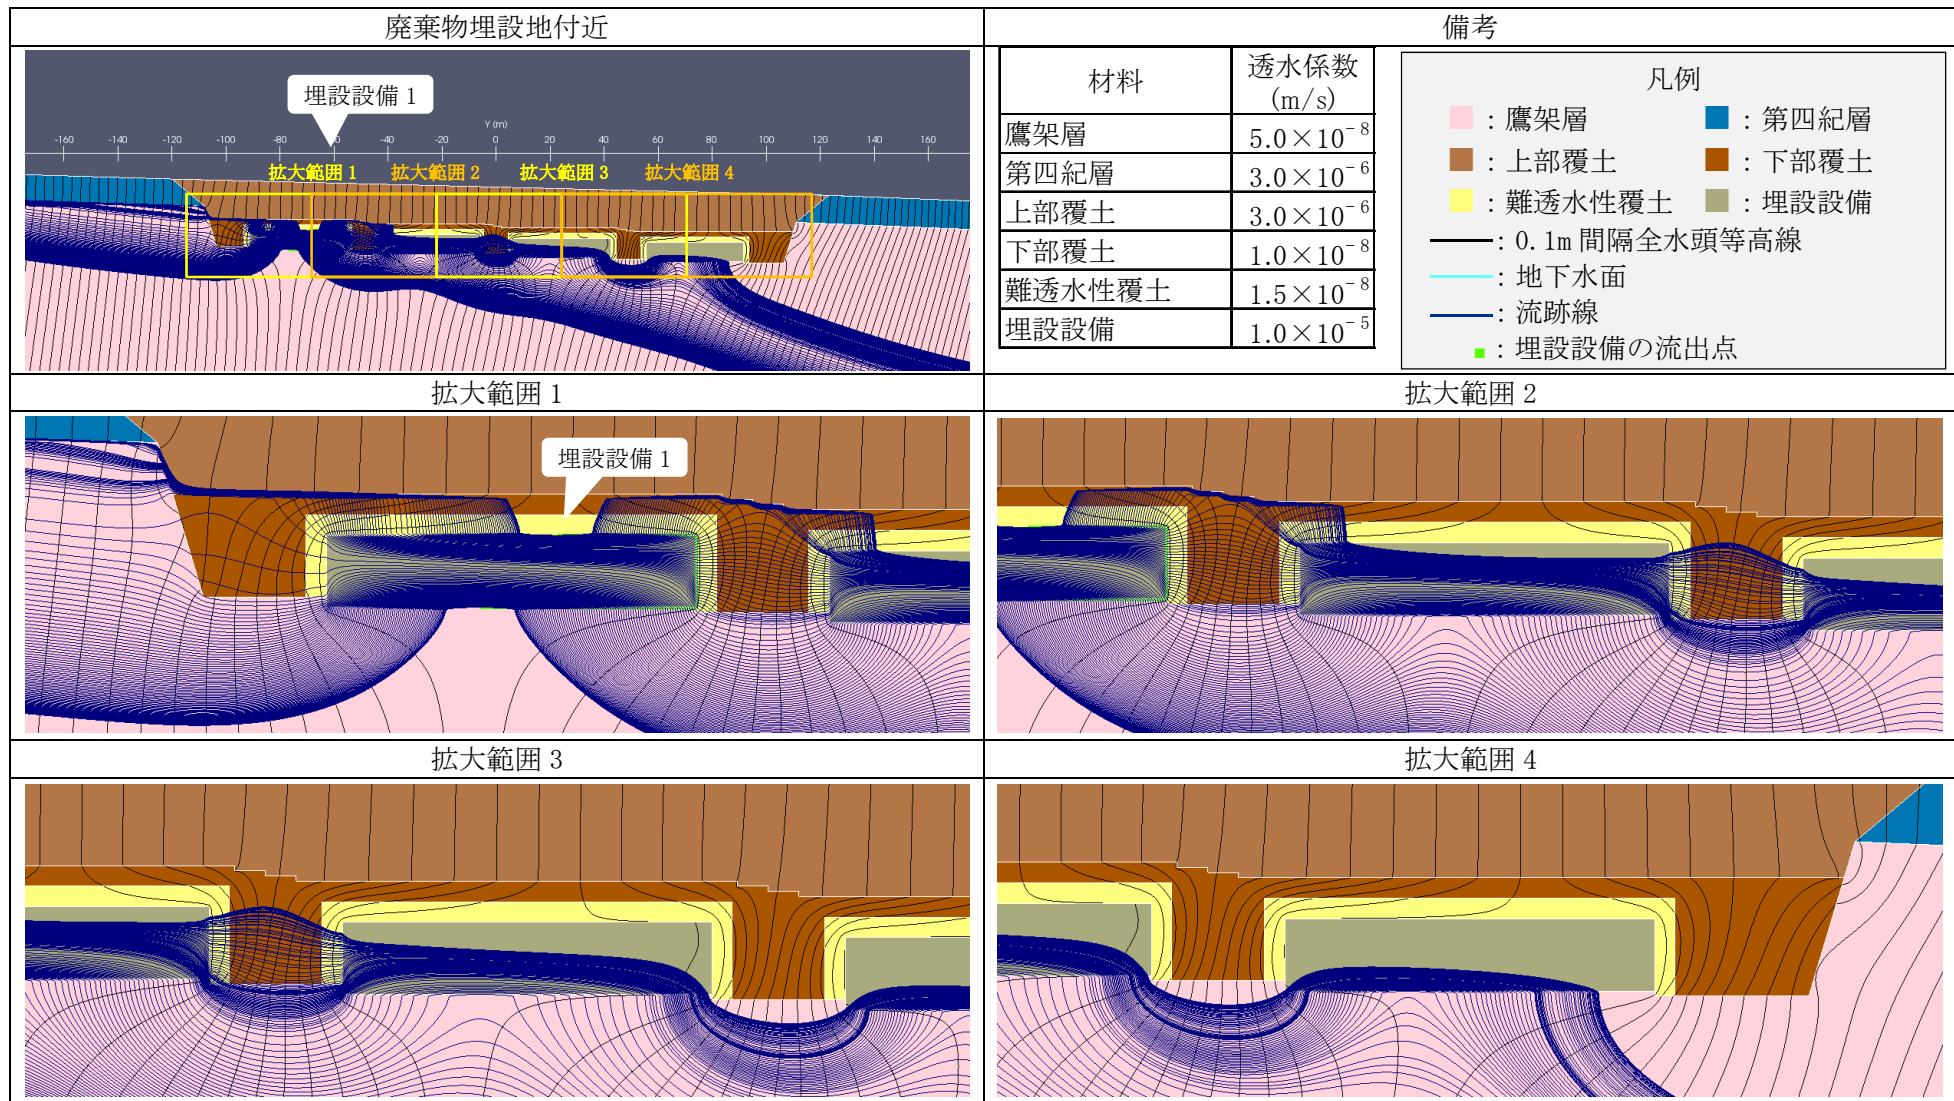 廃棄物埋設地付近
備考
埋設設備 1
Y (m)
-160 -140 -120 -100 -80 -60 -40 -20 0 20 40 60 80 100 120 140 160
拡大範囲 1 拡大範囲 2 拡大範囲 3 拡大範囲 4
材料 透水係数 (m/s)
鷹架層 5.0×10⁻⁸
第四紀層 3.0×10⁻⁶
上部覆土 3.0×10⁻⁶
下部覆土 1.0×10⁻⁸
難透水性覆土 1.5×10⁻⁸
埋設設備 1.0×10⁻⁵
凡例
：鷹架層 ：第四紀層
：上部覆土 ：下部覆土
：難透水性覆土 ：埋設設備
：0.1m 間隔全水頭等高線
：地下水面
：流跡線
：埋設設備の流出点
拡大範囲 1
拡大範囲 2
埋設設備 1
拡大範囲 3
拡大範囲 4